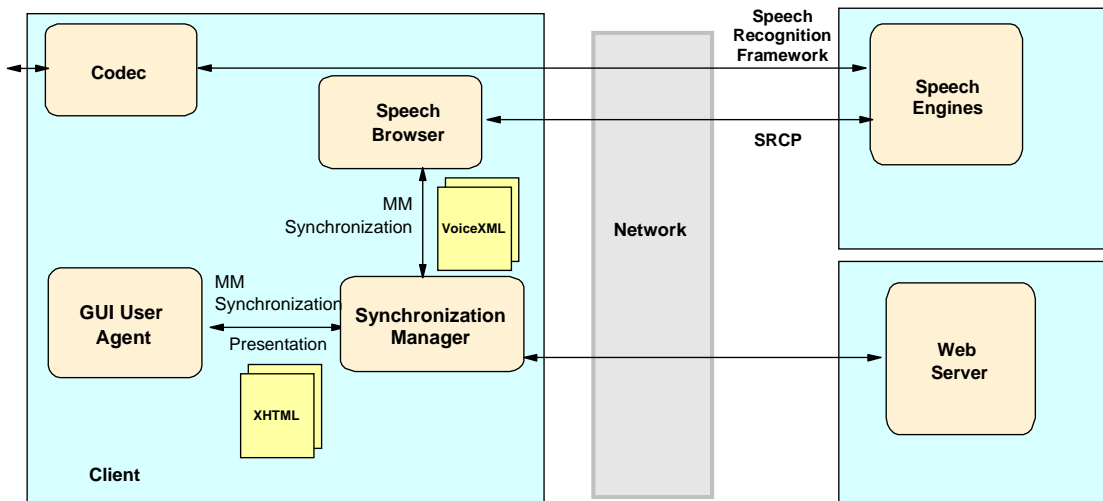 Speech
Recognition
Framework
Codec
Speech
Engines
Speech
Browser
SRCP
MM
Synchronization
VoiceXML
Network
GUI User
Agent
MM
Synchronization
Presentation
Synchronization
Manager
Web
Server
XHTML
Client